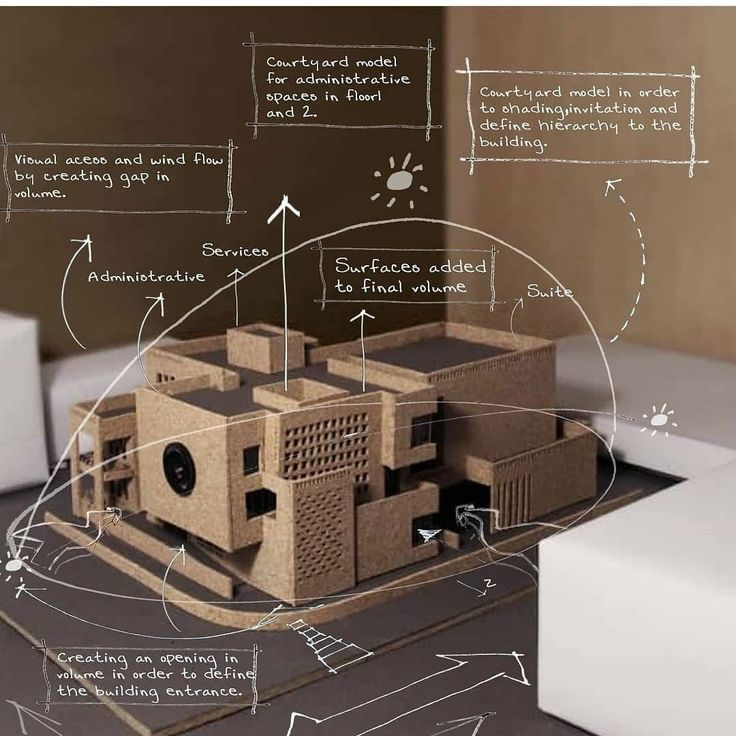 Courtyard model
for administrative
spaces in floor1
and 2.
Courtyard model in order
to shading,invitation and
define hierarchy to the
building.
Visual acess and wind flow
by creating gap in
volume.
Services
Administrative
Surfaces added
to final volume
Suite
Creating an opening in
volume in order to define
the building entrance.